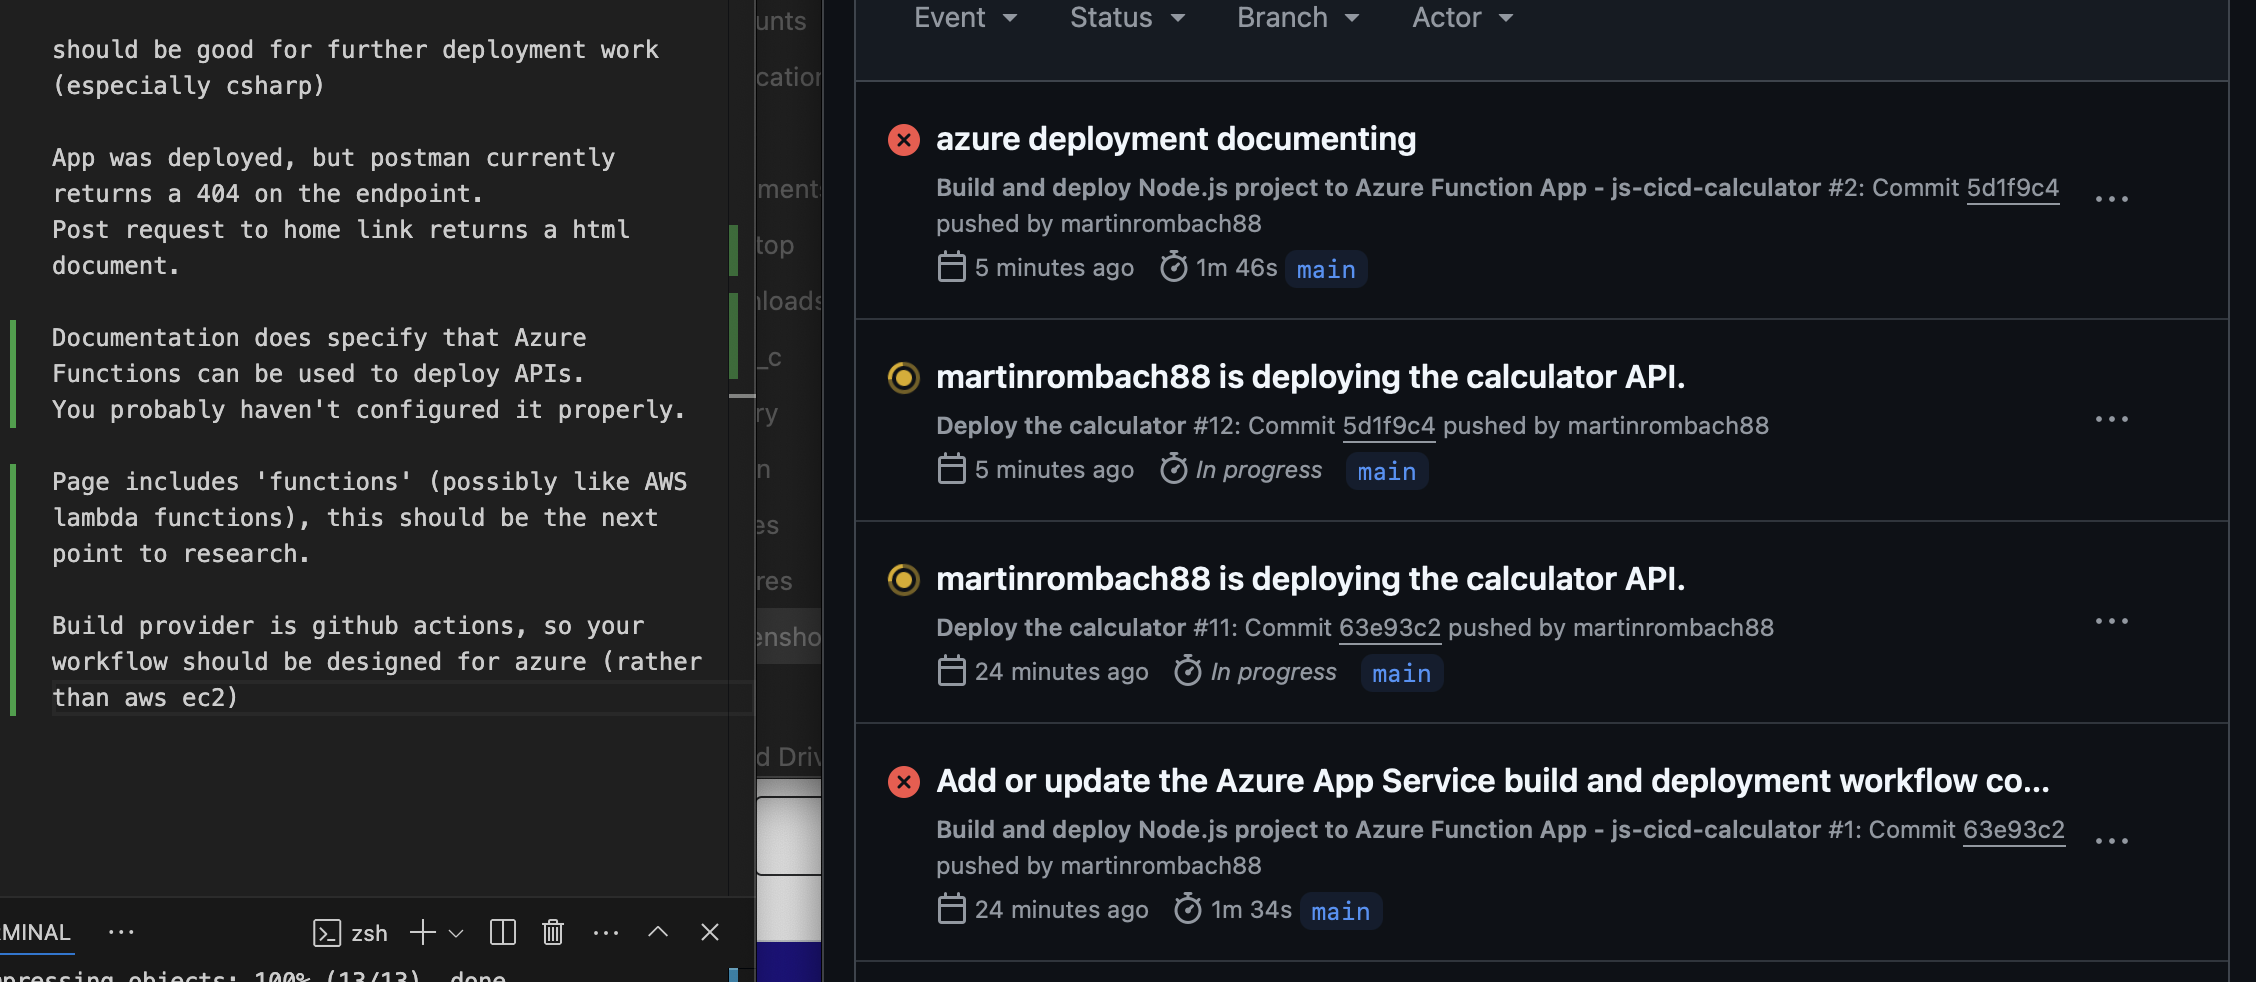 should be good for further deployment work
(especially csharp)
App was deployed, but postman currently
returns a 404 on the endpoint.
Post request to home link returns a html
document.
Documentation does specify that Azure
Functions can be used to deploy APIs.
You probably haven't configured it properly.
Page includes 'functions' (possibly like AWS
lambda functions), this should be the next
point to research.
Build provider is github actions, so your
workflow should be designed for azure (rather
than aws ec2)
RMINAL ... zsh
mpressing objects: 100% (13/13), done
unts
cation
ments
top
nloads
_c
ry
n
es
res
ensho
d Driv
Event Status Branch Actor
azure deployment documenting
Build and deploy Node.js project to Azure Function App - js-cicd-calculator #2: Commit 5d1f9c4
pushed by martinrombach88
5 minutes ago 1m 46s main
martinrombach88 is deploying the calculator API.
Deploy the calculator #12: Commit 5d1f9c4 pushed by martinrombach88
5 minutes ago In progress main
martinrombach88 is deploying the calculator API.
Deploy the calculator #11: Commit 63e93c2 pushed by martinrombach88
24 minutes ago In progress main
Add or update the Azure App Service build and deployment workflow co...
Build and deploy Node.js project to Azure Function App - js-cicd-calculator #1: Commit 63e93c2
pushed by martinrombach88
24 minutes ago 1m 34s main